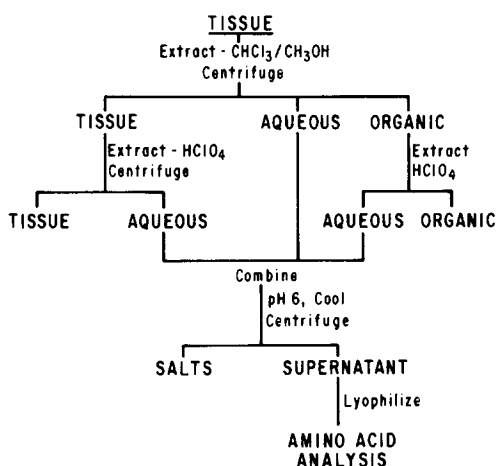 TISSUE
Extract - CHCl3/CH3OH
Centrifuge
TISSUE AQUEOUS ORGANIC
Extract - HClO4
Centrifuge
Extract
HClO4
TISSUE AQUEOUS AQUEOUS ORGANIC
Combine
pH 6, Cool
Centrifuge
SALTS SUPERNATANT
Lyophilize
AMINO ACID
ANALYSIS